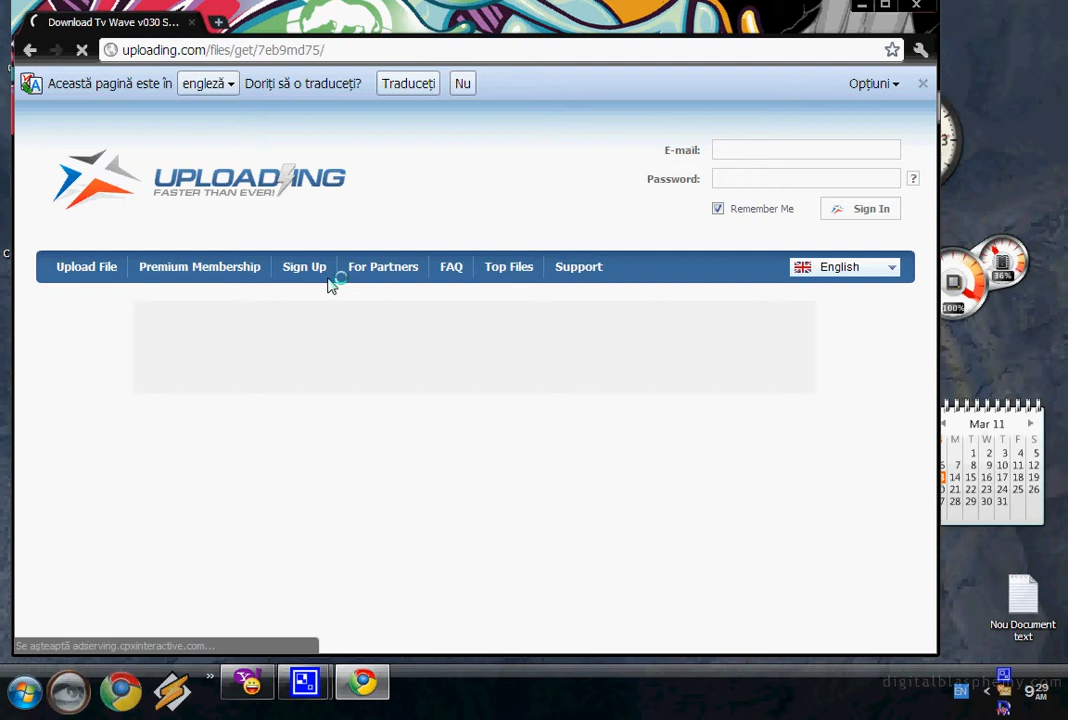 Download Tv Wave v030 S...
uploading.com/files/get/7eb9md75/
Această pagină este în engleză Doriți să o traduceți? Traduceți Nu Opțiuni
E-mail:
UPLOADING
FASTER THAN EVER!
Password: ?
Remember Me Sign In
Upload File Premium Membership Sign Up For Partners FAQ Top Files Support English
36%
100%
Mar 11
M T W T F S
1 2 3 4 5
7 8 9 10 11 12
14 15 16 17 18 19
21 22 23 24 25 26
28 29 30 31
Nou Document
text
Se așteaptă adserving.cpxinteractive.com...
digitalblasphemy.com
EN 9:29
AM